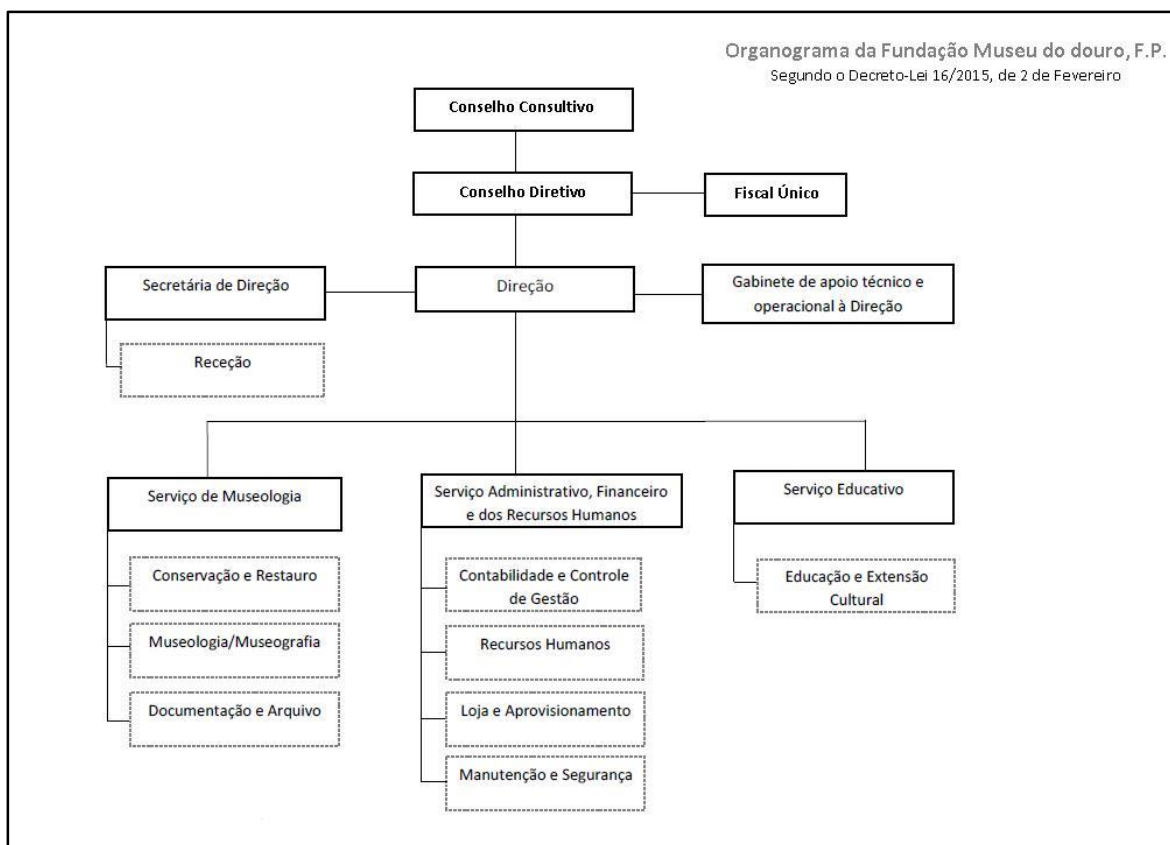 Organograma da Fundação Museu do douro, F.P.
Segundo o Decreto-Lei 16/2015, de 2 de Fevereiro
Conselho Consultivo
Conselho Diretivo
Fiscal Único
Secretária de Direção
Direção
Gabinete de apoio técnico e
operacional à Direção
Receção
Serviço de Museologia
Serviço Administrativo, Financeiro
e dos Recursos Humanos
Serviço Educativo
Conservação e Restauro
Museologia/Museografia
Documentação e Arquivo
Contabilidade e Controle
de Gestão
Recursos Humanos
Loja e Aprovisionamento
Manutenção e Segurança
Educação e Extensão
Cultural